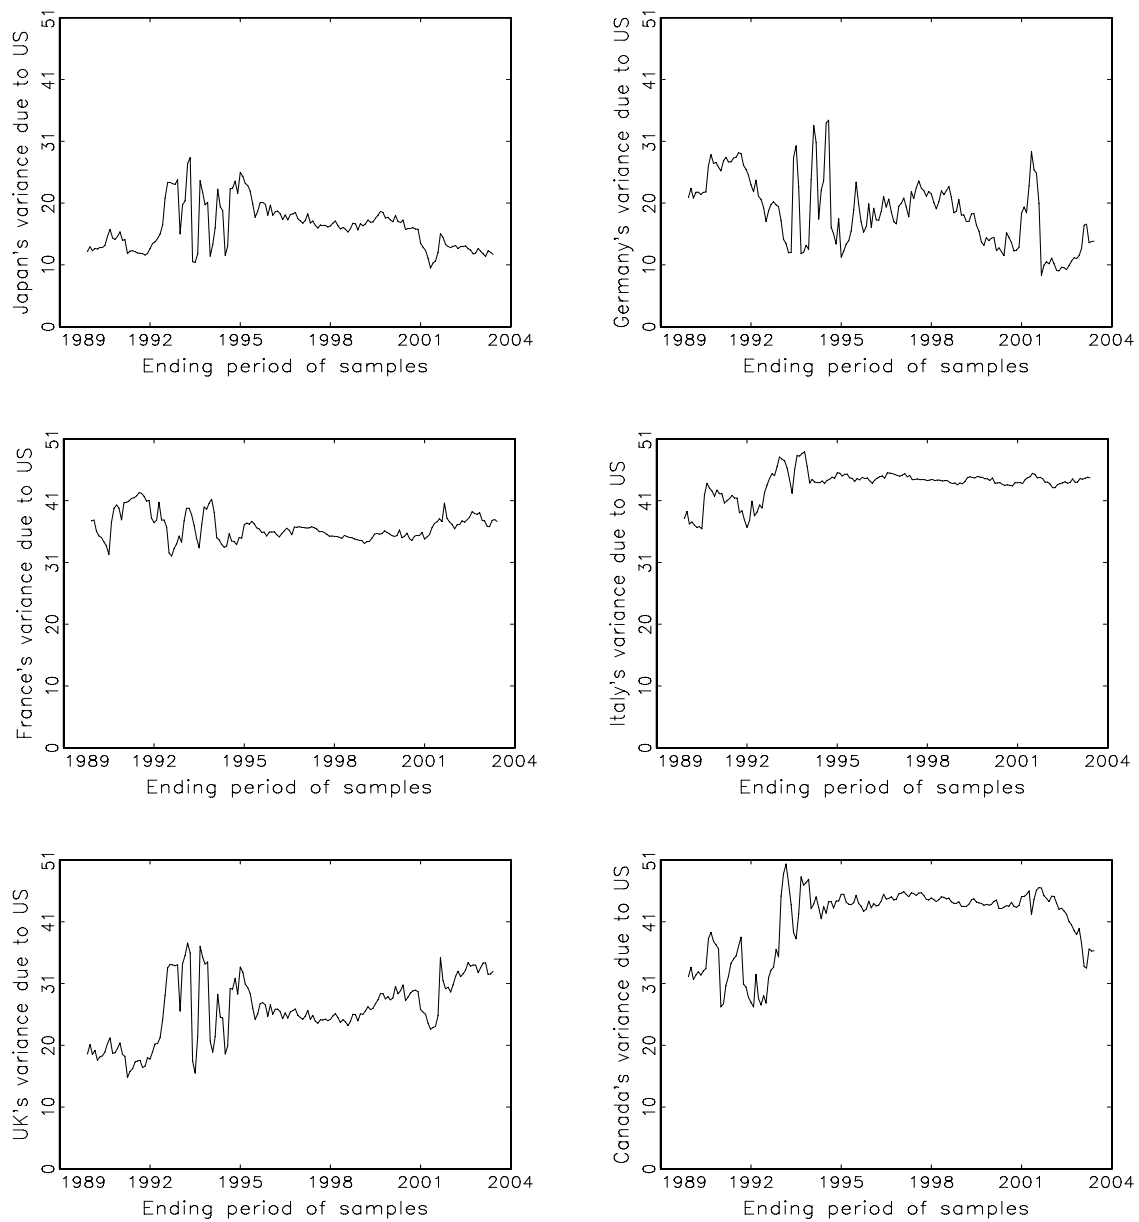 Japan's variance due to US
51
41
31
20
10
0
1989 1992 1995 1998 2001 2004
Ending period of samples
Germany's variance due to US
51
41
31
20
10
0
1989 1992 1995 1998 2001 2004
Ending period of samples
France's variance due to US
51
41
31
20
10
0
1989 1992 1995 1998 2001 2004
Ending period of samples
Italy's variance due to US
51
41
31
20
10
0
1989 1992 1995 1998 2001 2004
Ending period of samples
UK's variance due to US
51
41
31
20
10
0
1989 1992 1995 1998 2001 2004
Ending period of samples
Canada's variance due to US
51
41
31
20
10
0
1989 1992 1995 1998 2001 2004
Ending period of samples